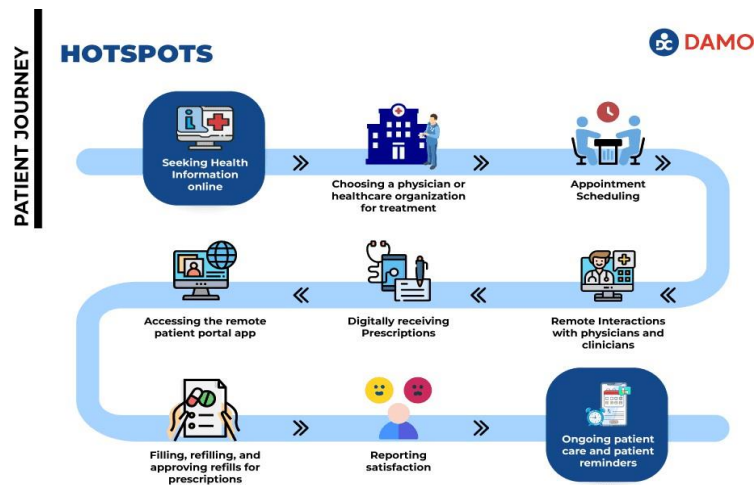 PATIENT JOURNEY
HOTSPOTS
DC DAMO
Seeking Health
Information
online
Choosing a physician or
healthcare organization
for treatment
Appointment
Scheduling
Remote Interactions
with physicians and
clinicians
Digitally receiving
Prescriptions
Accessing the remote
patient portal app
Filling, refilling, and
approving refills for
prescriptions
Reporting
satisfaction
Ongoing patient
care and patient
reminders